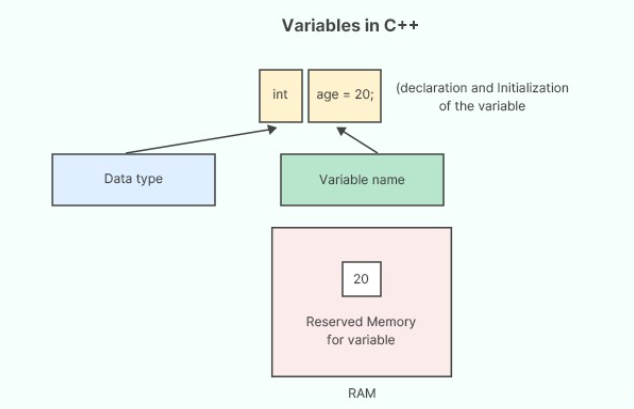 Variables in C++
int
age = 20;
(declaration and Initialization
of the variable
Data type
Variable name
20
Reserved Memory
for variable
RAM